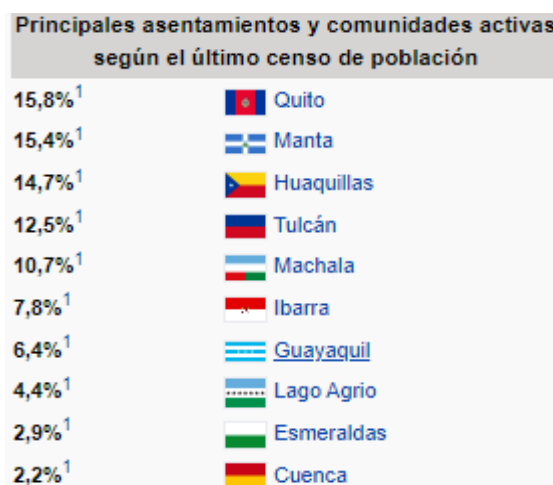 Principales asentamientos y comunidades activas
según el último censo de población
15,8%1 Quito
15,4%1 Manta
14,7%1 Huaquillas
12,5%1 Tulcán
10,7%1 Machala
7,8%1 Ibarra
6,4%1 Guayaquil
4,4%1 Lago Agrio
2,9%1 Esmeraldas
2,2%1 Cuenca